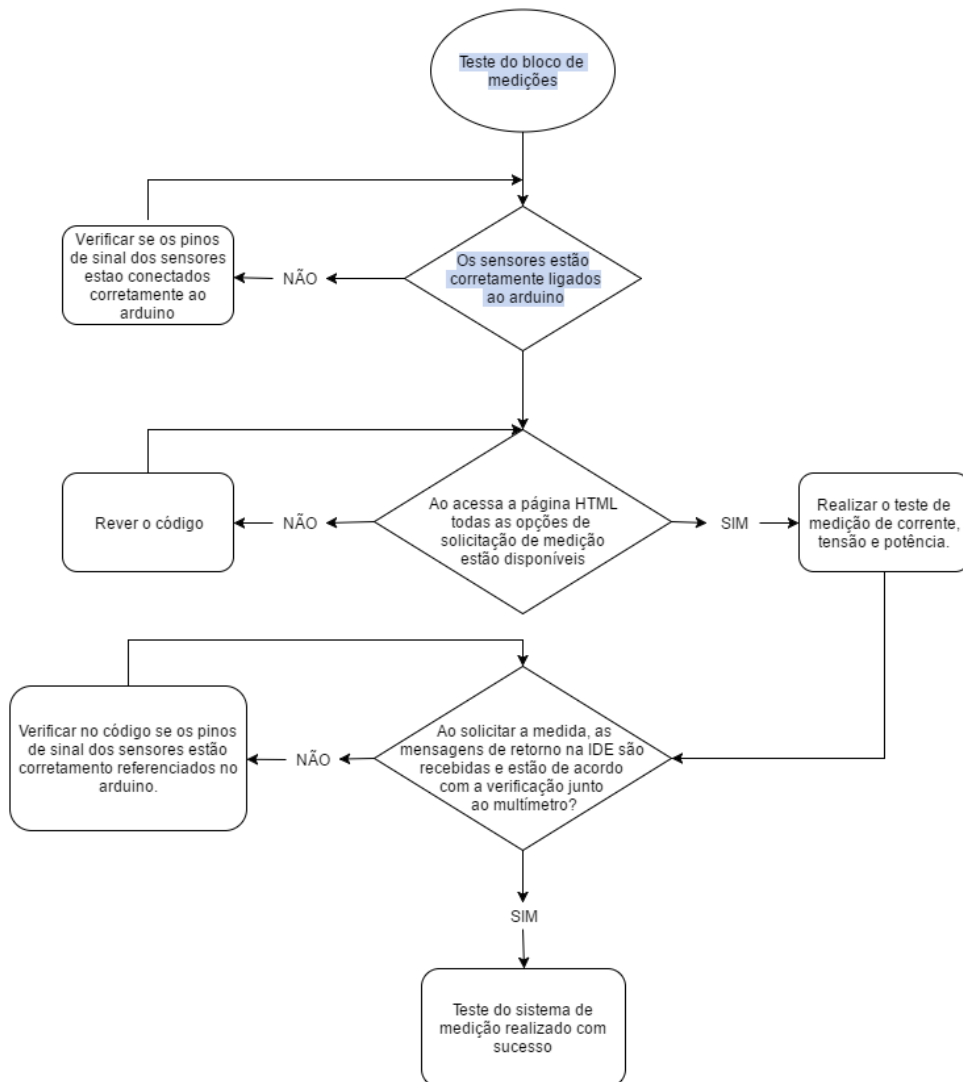 Teste do bloco de
medições
Verificar se os pinos
de sinal dos sensores
estao conectados
corretamente ao
arduino
NÃO
Os sensores estão
corretamente ligados
ao arduino
Rever o código
NÃO
Ao acessa a página HTML
todas as opções de
solicitação de medição
estão disponíveis
SIM
Realizar o teste de
medição de corrente,
tensão e potência.
Verificar no código se os pinos
de sinal dos sensores estão
corretamento referenciados no
arduino.
NÃO
Ao solicitar a medida, as
mensagens de retorno na IDE são
recebidas e estão de acordo
com a verificação junto
ao multímetro?
SIM
Teste do sistema de
medição realizado com
sucesso